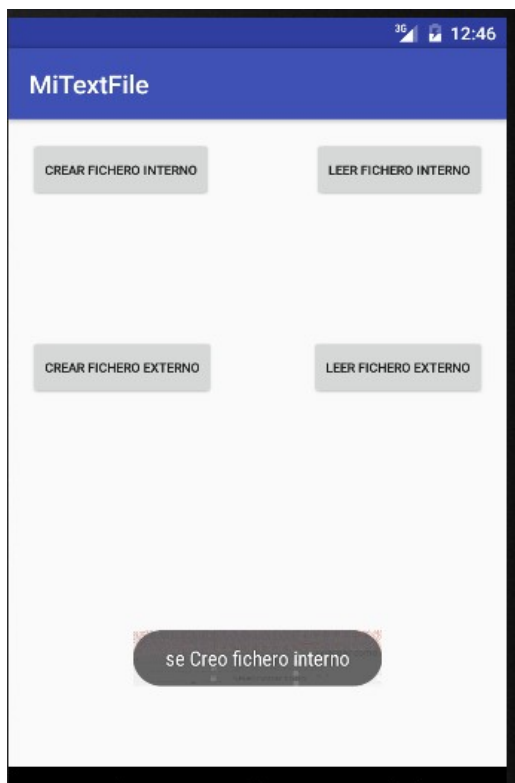 3G 12:46
MiTextFile
CREAR FICHERO INTERNO LEER FICHERO INTERNO
CREAR FICHERO EXTERNO LEER FICHERO EXTERNO
se Creo fichero interno